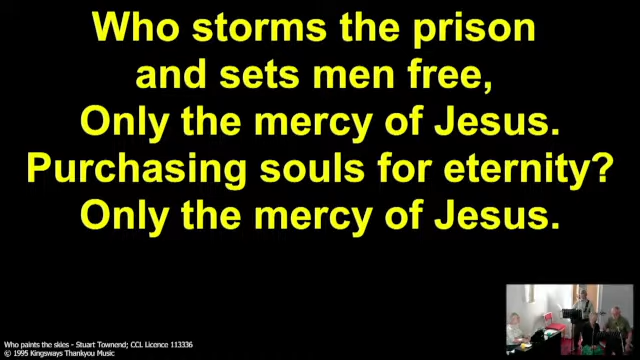 Who storms the prison
and sets men free,
Only the mercy of Jesus.
Purchasing souls for eternity?
Only the mercy of Jesus.
Who paints the skies - Stuart Townend; CCL Licence 113336
© 1995 Kingsways Thankyou Music